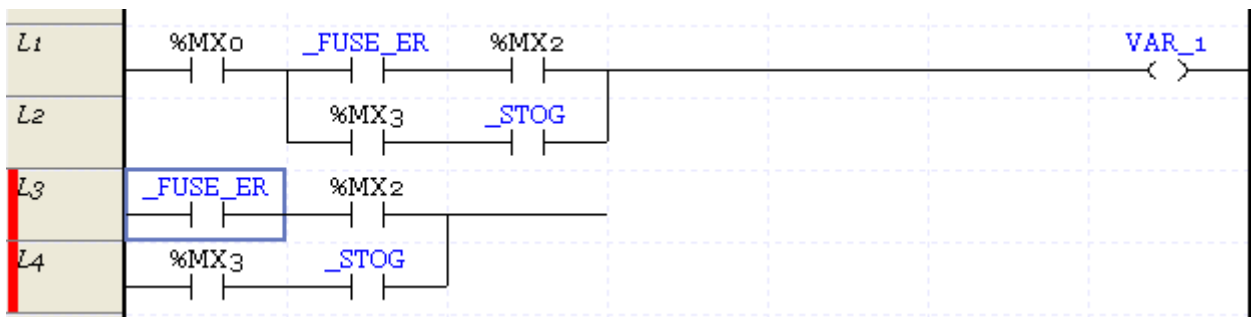 L1 %MX0 _FUSE_ER %MX2 VAR_1
L2 %MX3 _STOG
L3 _FUSE_ER %MX2
L4 %MX3 _STOG